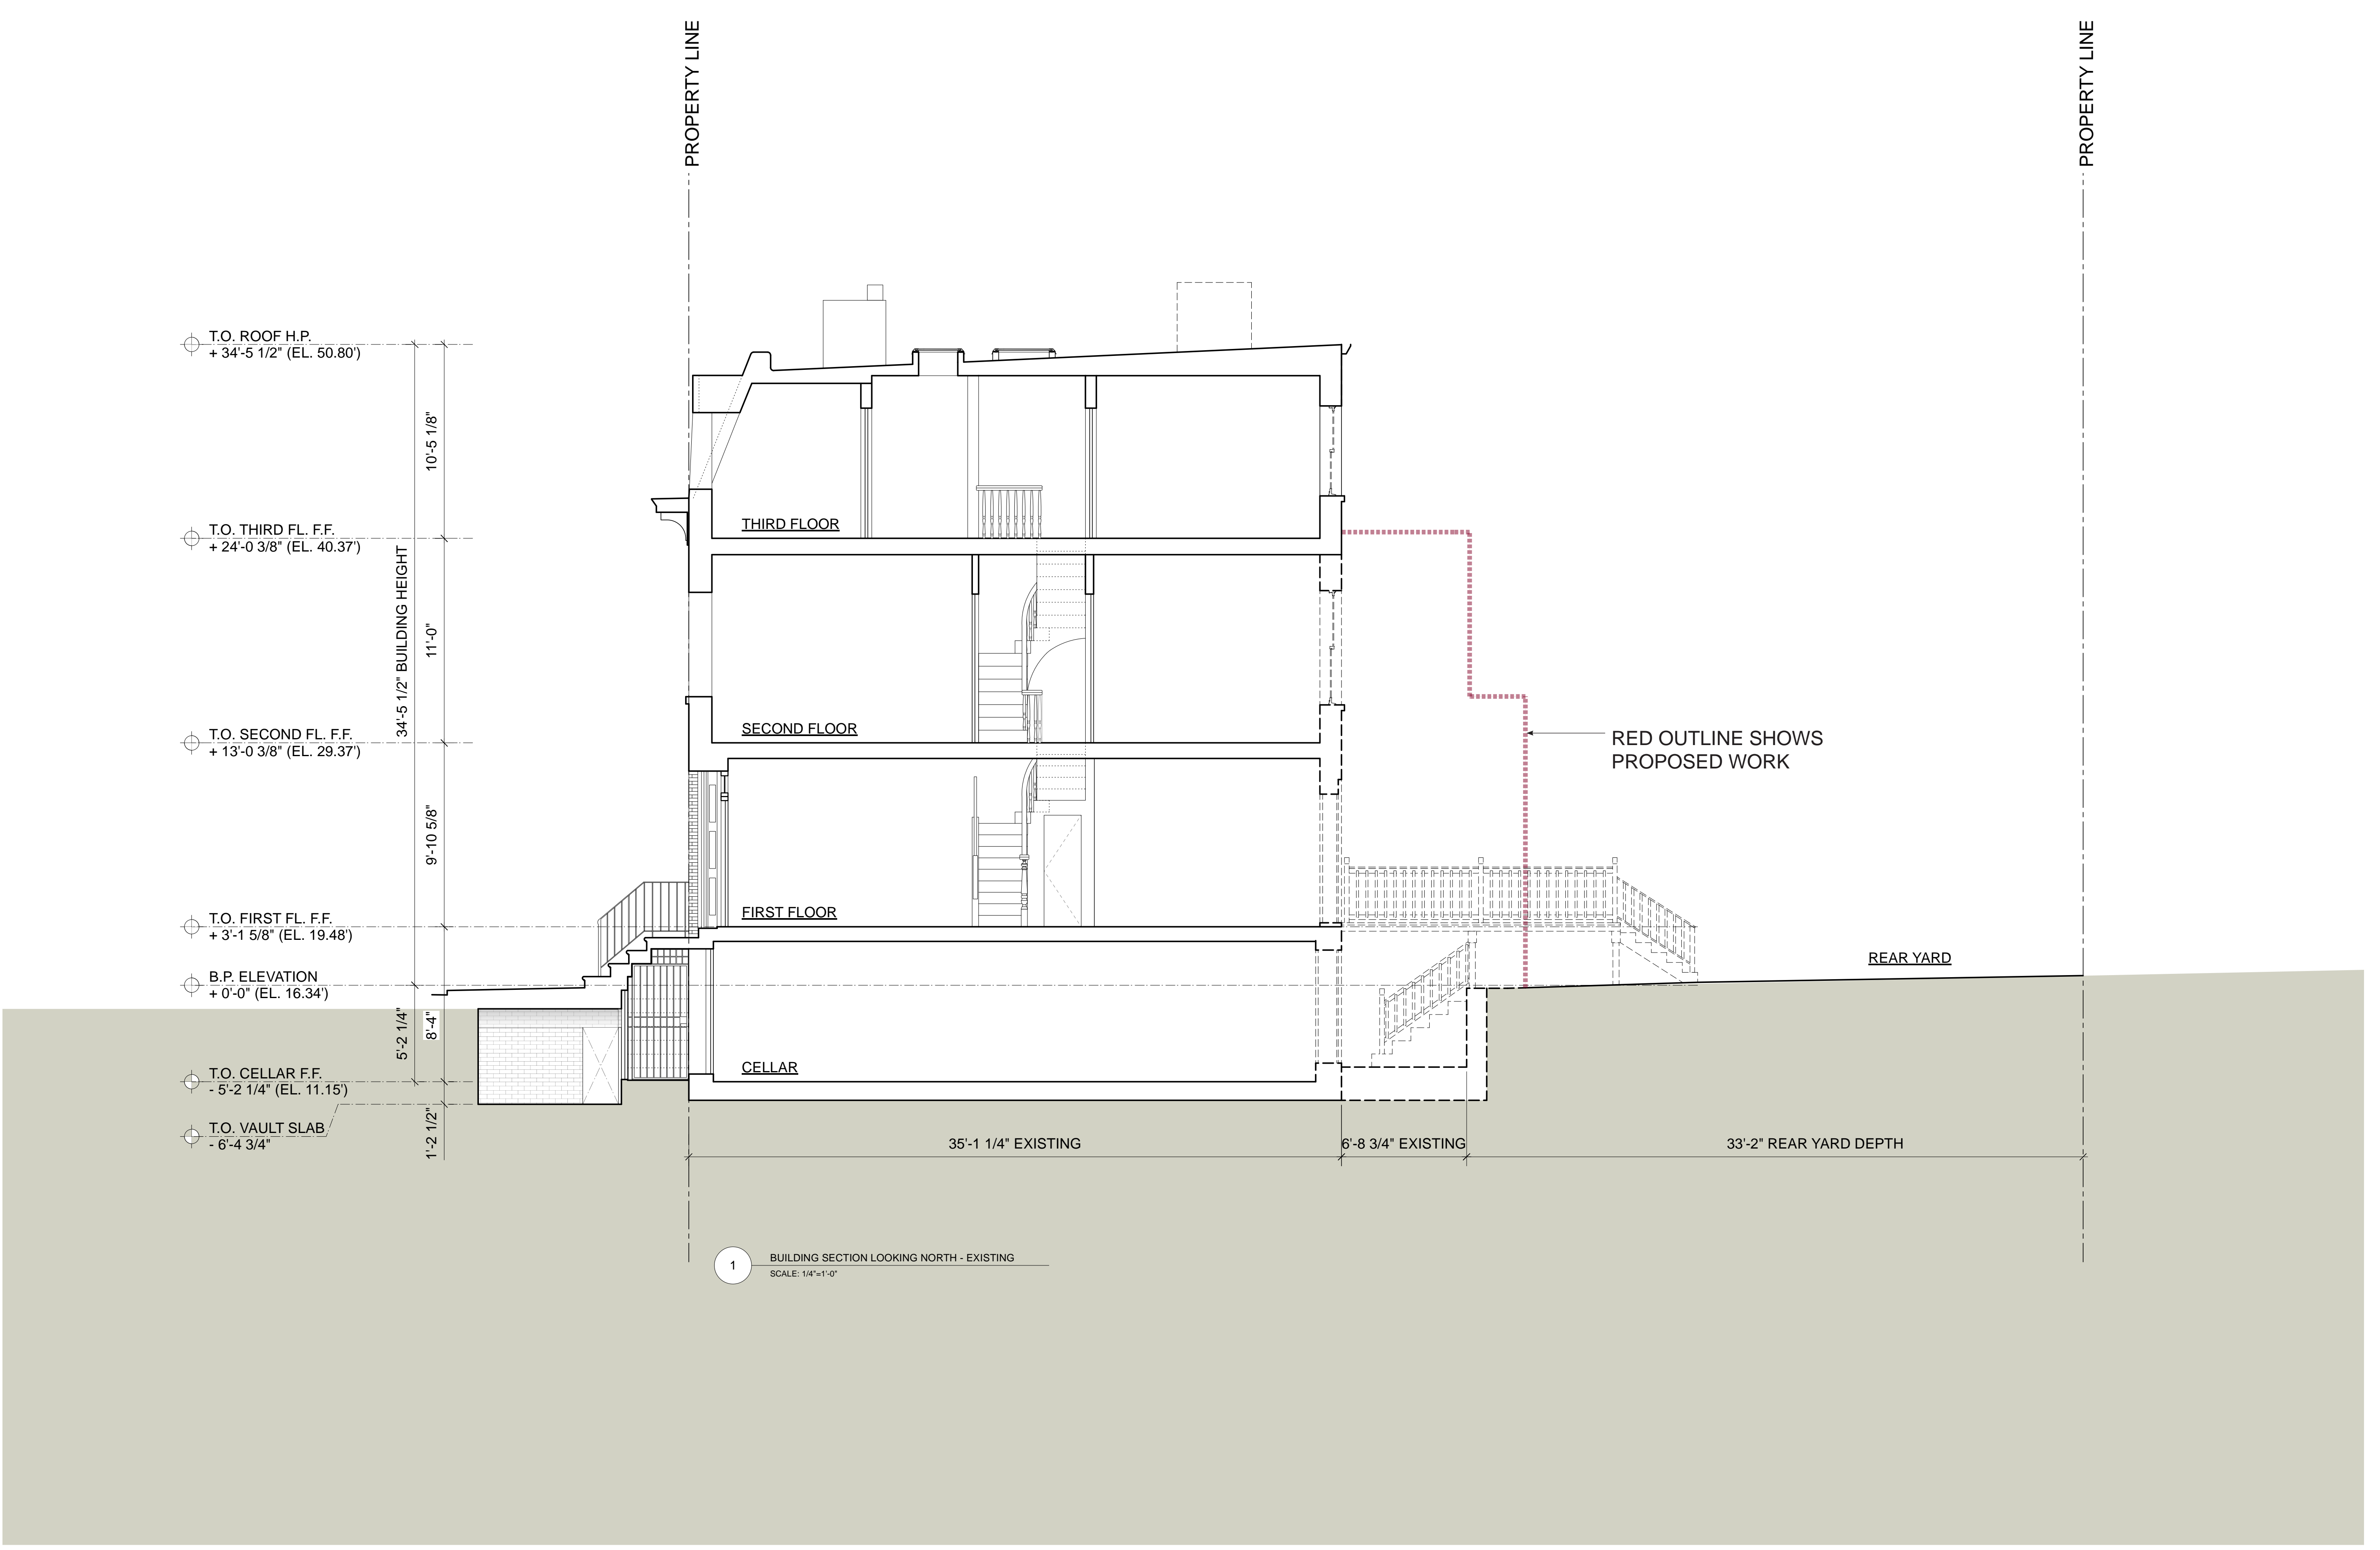 PROPERTY LINE
PROPERTY LINE
T.O. ROOF H.P.
+ 34'-5 1/2" (EL. 50.80')
10'-5 1/8"
T.O. THIRD FL. F.F.
+ 24'-0 3/8" (EL. 40.37')
THIRD FLOOR
34'-5 1/2" BUILDING HEIGHT
11'-0"
T.O. SECOND FL. F.F.
+ 13'-0 3/8" (EL. 29.37')
SECOND FLOOR
RED OUTLINE SHOWS
PROPOSED WORK
9'-10 5/8"
T.O. FIRST FL. F.F.
+ 3'-1 5/8" (EL. 19.48')
FIRST FLOOR
REAR YARD
B.P. ELEVATION
+ 0'-0" (EL. 16.34')
5'-2 1/4"
8'-4"
T.O. CELLAR F.F.
- 5'-2 1/4" (EL. 11.15')
CELLAR
T.O. VAULT SLAB
- 6'-4 3/4"
1'-2 1/2"
35'-1 1/4" EXISTING
6'-8 3/4" EXISTING
33'-2" REAR YARD DEPTH
1
BUILDING SECTION LOOKING NORTH - EXISTING
SCALE: 1/4"=1'-0"